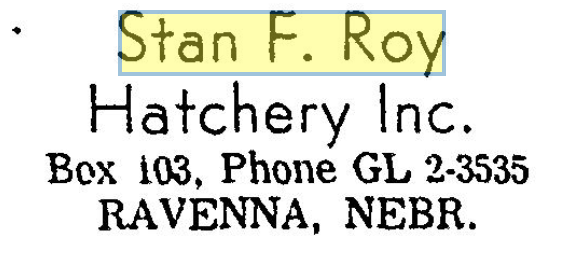 Stan F. Roy
Hatchery Inc.
Box 103, Phone GL 2-3535
RAVENNA, NEBR.